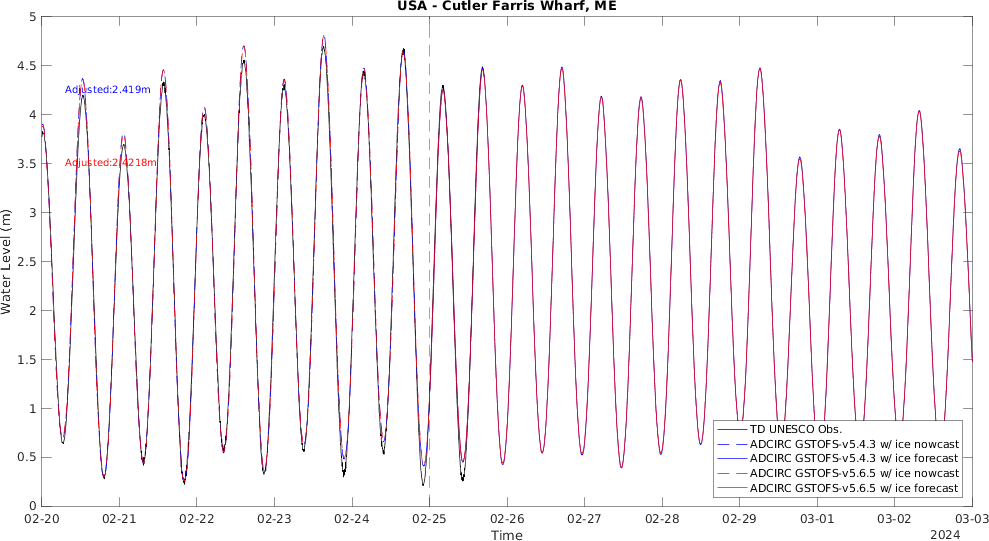 USA - Cutler Farris Wharf, ME
5
4.5
4
3.5
3
2.5
2
1.5
1
0.5
0
Water Level (m)
Adjusted:2.419m
Adjusted:2.4218m
TD UNESCO Obs.
ADCIRC GSTOFS-v5.4.3 w/ ice nowcast
ADCIRC GSTOFS-v5.4.3 w/ ice forecast
ADCIRC GSTOFS-v5.6.5 w/ ice nowcast
ADCIRC GSTOFS-v5.6.5 w/ ice forecast
02-20 02-21 02-22 02-23 02-24 02-25 02-26 02-27 02-28 02-29 03-01 03-02 03-03
Time
2024